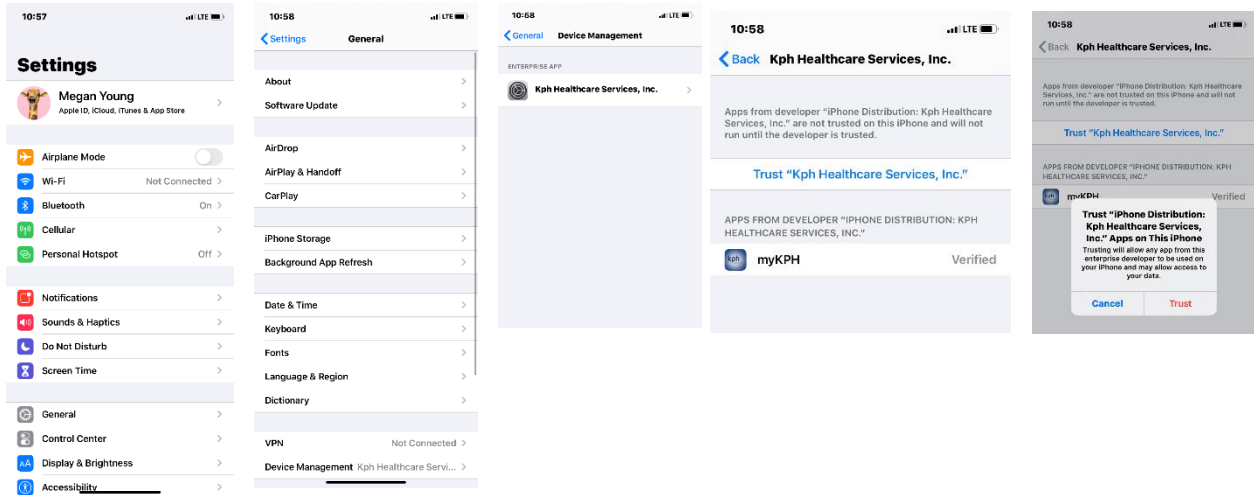 10:57
LTE
Settings
Megan Young
Apple ID, iCloud, iTunes & App Store
Airplane Mode
Wi-Fi Not Connected
Bluetooth On
Cellular
Personal Hotspot Off
Notifications
Sounds & Haptics
Do Not Disturb
Screen Time
General
Control Center
Display & Brightness
AA
Accessibility
10:58
LTE
Settings General
About
Software Update
AirDrop
AirPlay & Handoff
CarPlay
iPhone Storage
Background App Refresh
Date & Time
Keyboard
Fonts
Language & Region
Dictionary
VPN Not Connected
Device Management Kph Healthcare Servi...
10:58
LTE
General Device Management
ENTERPRISE APP
Kph Healthcare Services, Inc.
10:58
LTE
Back Kph Healthcare Services, Inc.
Apps from developer "iPhone Distribution: Kph Healthcare
Services, Inc." are not trusted on this iPhone and will not
run until the developer is trusted.
Trust "Kph Healthcare Services, Inc."
APPS FROM DEVELOPER "IPHONE DISTRIBUTION: KPH
HEALTHCARE SERVICES, INC."
kph myKPH Verified
10:58
LTE
Back Kph Healthcare Services, Inc.
Apps from developer "iPhone Distribution: Kph Healthcare
Services, Inc." are not trusted on this iPhone and will not
run until the developer is trusted.
Trust "Kph Healthcare Services, Inc."
APPS FROM DEVELOPER "IPHONE DISTRIBUTION: KPH
HEALTHCARE SERVICES, INC."
myKPH Verified
Trust "iPhone Distribution:
Kph Healthcare Services,
Inc." Apps on This iPhone
Trusting will allow any app from this
enterprise developer to be used on
your iPhone and may allow access to
your data.
Cancel Trust